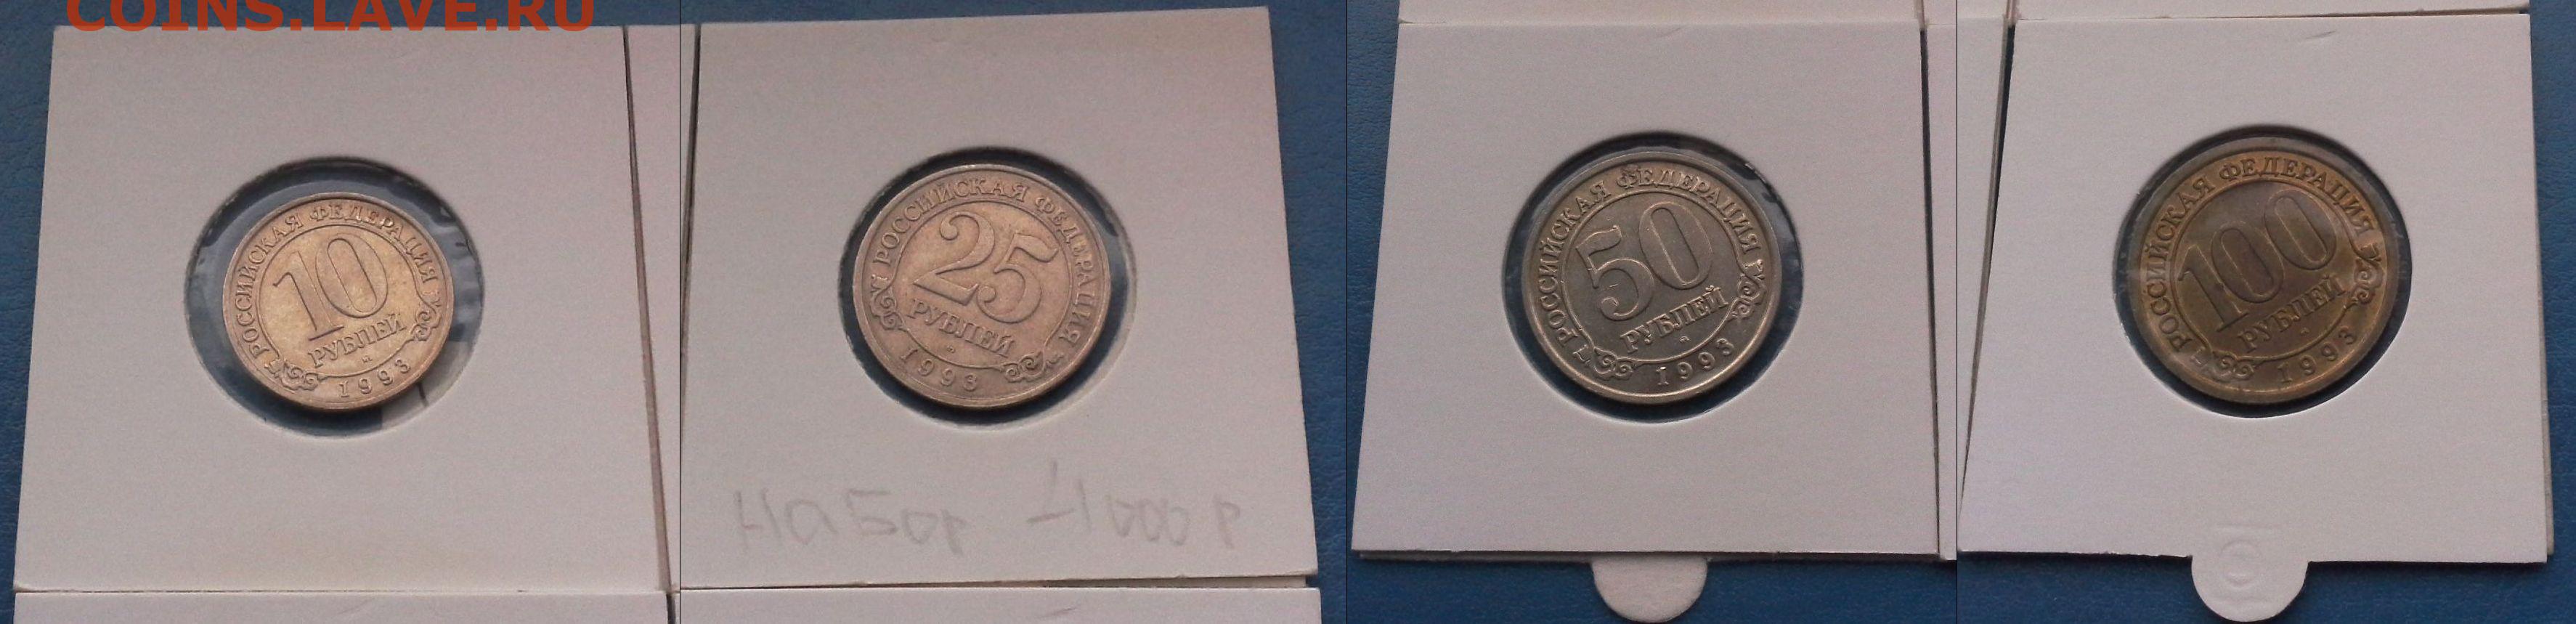 COINS.LAVE.RU
РОССИЙСКАЯ ФЕДЕРАЦИЯ
10
РУБЛЕЙ
1993
РОССИЙСКАЯ ФЕДЕРАЦИЯ
25
РУБЛЕЙ
1993
набор -1000 р
РОССИЙСКАЯ ФЕДЕРАЦИЯ
50
РУБЛЕЙ
1993
РОССИЙСКАЯ ФЕДЕРАЦИЯ
100
РУБЛЕЙ
1993